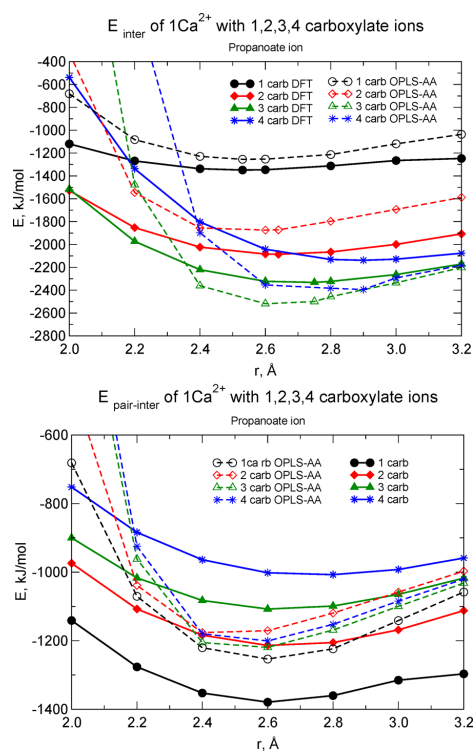 E inter of 1Ca2+ with 1,2,3,4 carboxylate ions
Propanoate ion
-400
-600
-800
-1000
-1200
-1400
-1600
-1800
-2000
-2200
-2400
-2600
-2800
E, kJ/mol
1 carb DFT
2 carb DFT
3 carb DFT
4 carb DFT
1 carb OPLS-AA
2 carb OPLS-AA
3 carb OPLS-AA
4 carb OPLS-AA
2.0 2.2 2.4 2.6 2.8 3.0 3.2
r, Å
E pair-inter of 1Ca2+ with 1,2,3,4 carboxylate ions
Propanoate ion
-600
-800
-1000
-1200
-1400
E, kJ/mol
1ca rb OPLS-AA
2 carb OPLS-AA
3 carb OPLS-AA
4 carb OPLS-AA
1 carb
2 carb
3 carb
4 carb
2.0 2.2 2.4 2.6 2.8 3.0 3.2
r, Å